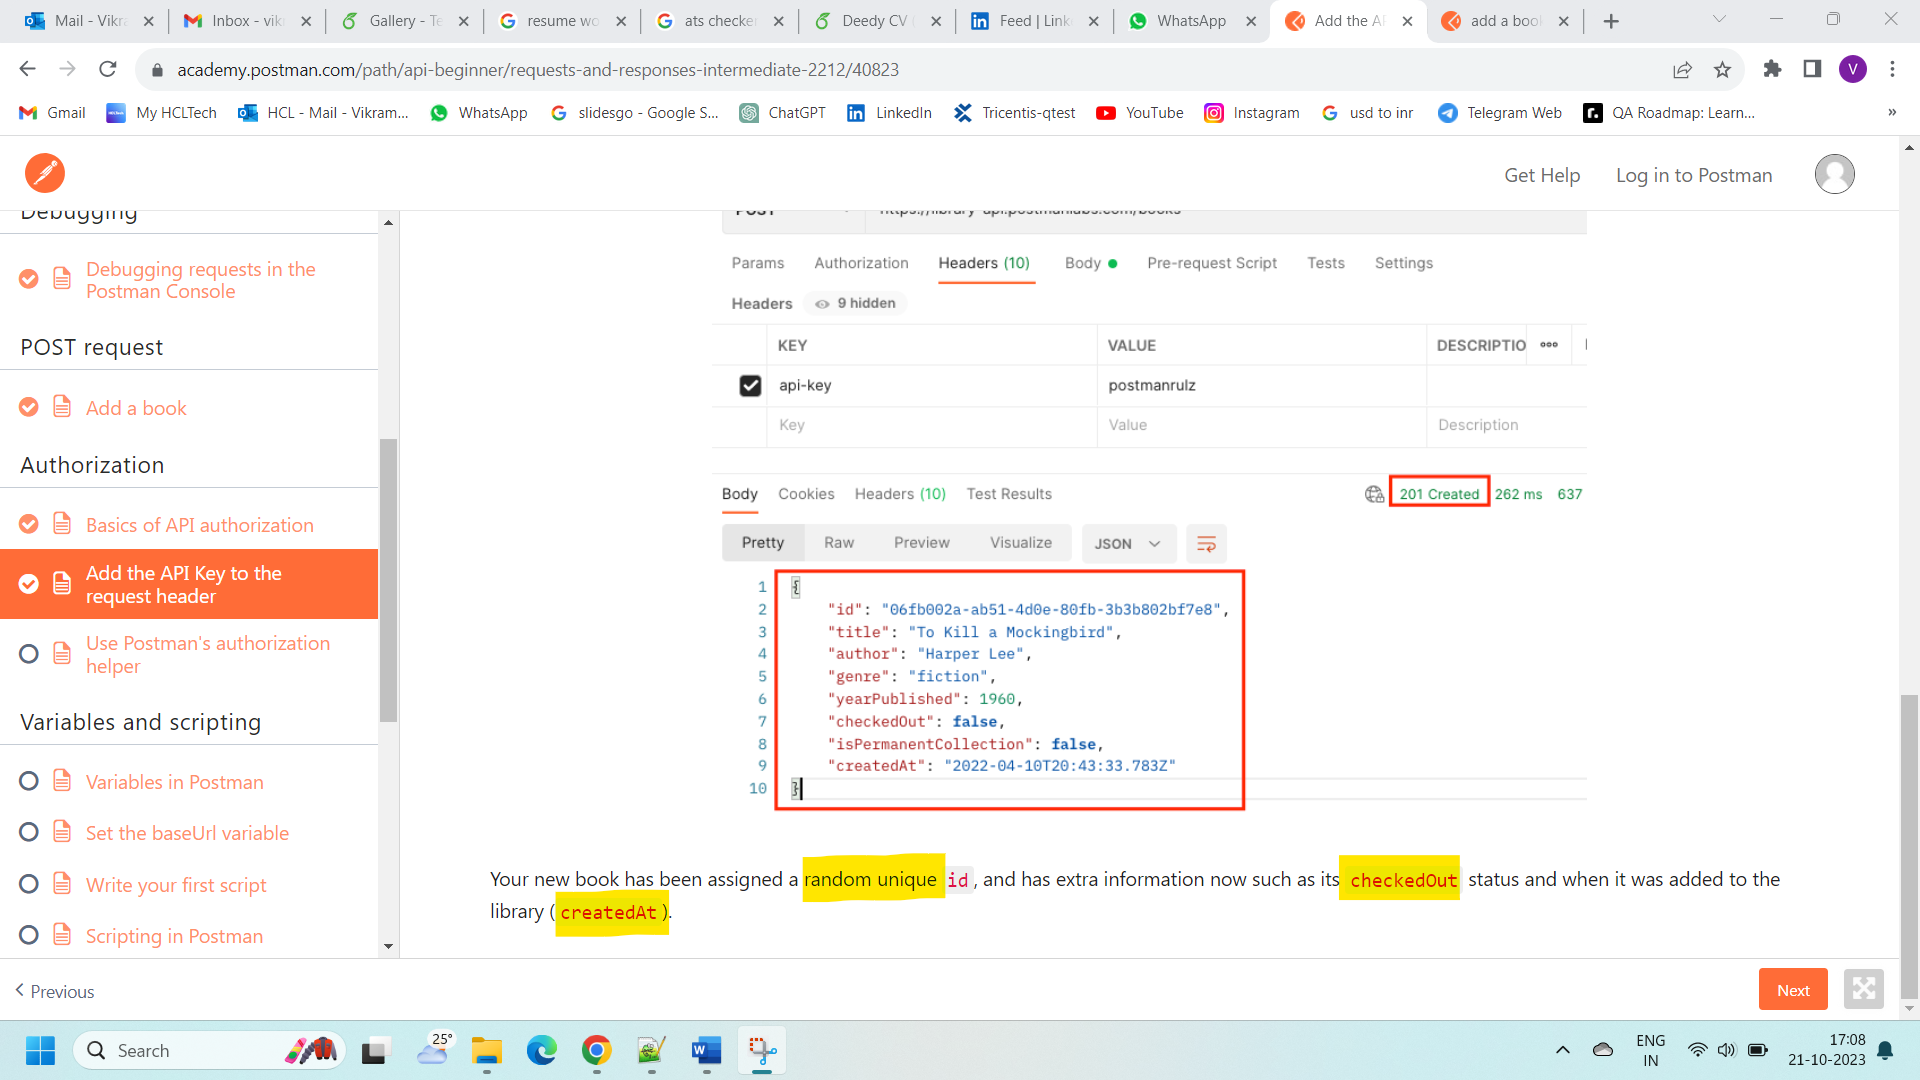 Mail - Vikra
Inbox - vik
Gallery - Te
resume wo
ats checke
Deedy CV
Feed | Link
WhatsApp
Add the AP
add a book
academy.postman.com/path/api-beginner/requests-and-responses-intermediate-2212/40823
V
Gmail
My HCLTech
HCL - Mail - Vikram...
WhatsApp
slidesgo - Google S...
ChatGPT
LinkedIn
Tricentis-qtest
YouTube
Instagram
usd to inr
Telegram Web
QA Roadmap: Learn...
»
Get Help
Log in to Postman
Debugging
Debugging requests in the
Postman Console
POST request
Add a book
Authorization
Basics of API authorization
Add the API Key to the
request header
Use Postman's authorization
helper
Variables and scripting
Variables in Postman
Set the baseUrl variable
Write your first script
Scripting in Postman
POST
https://library-api.postmanlabs.com/books
Params Authorization Headers (10) Body Pre-request Script Tests Settings
Headers 9 hidden
KEY VALUE DESCRIPTIO
api-key postmanrulz
Key Value Description
Body Cookies Headers (10) Test Results 201 Created 262 ms 637
Pretty Raw Preview Visualize JSON
1 {
2 "id": "06fb002a-ab51-4d0e-80fb-3b3b802bf7e8",
3 "title": "To Kill a Mockingbird",
4 "author": "Harper Lee",
5 "genre": "fiction",
6 "yearPublished": 1960,
7 "checkedOut": false,
8 "isPermanentCollection": false,
9 "createdAt": "2022-04-10T20:43:33.783Z"
10 }
Your new book has been assigned a random unique id, and has extra information now such as its checkedOut status and when it was added to the
library (createdAt).
Previous
Next
Search
25°
ENG
IN
17:08
21-10-2023